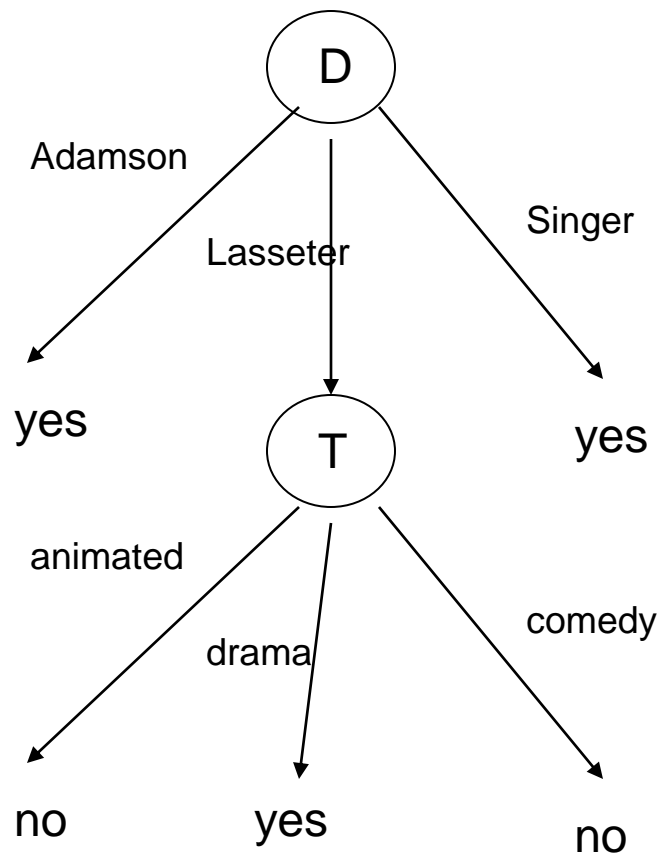 D
Adamson
Singer
Lasseter
yes
yes
T
animated
comedy
drama
no
yes
no